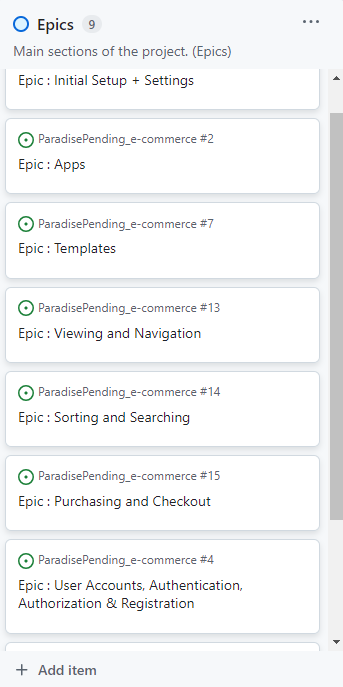 Epics 9
Main sections of the project. (Epics)
Epic : Initial Setup + Settings
ParadisePending_e-commerce #2
Epic : Apps
ParadisePending_e-commerce #7
Epic : Templates
ParadisePending_e-commerce #13
Epic : Viewing and Navigation
ParadisePending_e-commerce #14
Epic : Sorting and Searching
ParadisePending_e-commerce #15
Epic : Purchasing and Checkout
ParadisePending_e-commerce #4
Epic : User Accounts, Authentication,
Authorization & Registration
+ Add item